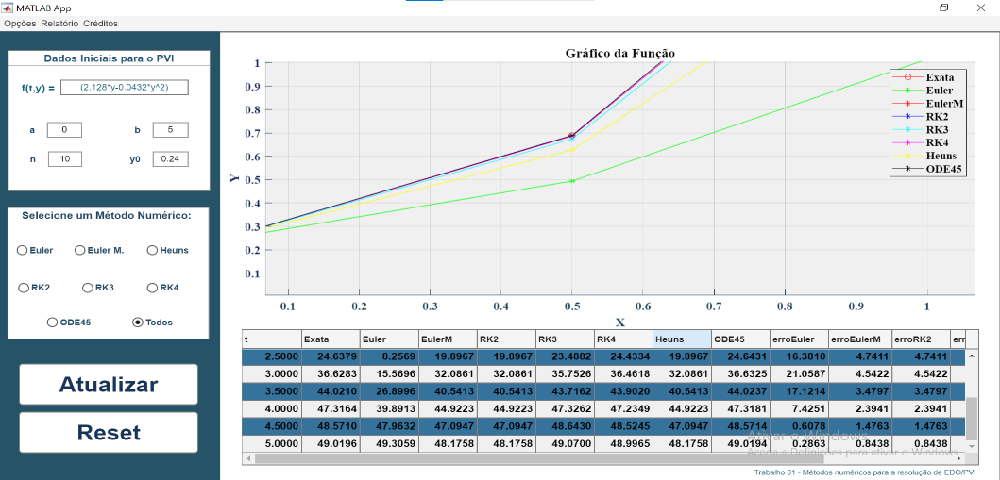 MATLAB App
Opções Relatório Créditos
Dados Iniciais para o PVI
f(t,y) = (2.128*y-0.0432*y^2)
a 0 b 5
n 10 y0 0.24
Selecione um Método Numérico:
Euler Euler M. Heuns
RK2 RK3 RK4
ODE45 Todos
Atualizar
Reset
Gráfico da Função
Y
1
0.9
0.8
0.7
0.6
0.5
0.4
0.3
0.2
0.1
0.1 0.2 0.3 0.4 0.5 0.6 0.7 0.8 0.9 1
X
Exata
Euler
EulerM
RK2
RK3
RK4
Heuns
ODE45
t Exata Euler EulerM RK2 RK3 RK4 Heuns ODE45 erroEuler erroEulerM erroRK2 err
2.5000 24.6379 8.2569 19.8967 19.8967 23.4882 24.4334 19.8967 24.6431 16.3810 4.7411 4.7411
3.0000 36.6283 15.5696 32.0861 32.0861 35.7526 36.4618 32.0861 36.6325 21.0587 4.5422 4.5422
3.5000 44.0210 26.8996 40.5413 40.5413 43.7162 43.9020 40.5413 44.0237 17.1214 3.4797 3.4797
4.0000 47.3164 39.8913 44.9223 44.9223 47.3262 47.2349 44.9223 47.3181 7.4251 2.3941 2.3941
4.5000 48.5710 47.9632 47.0947 47.0947 48.6430 48.5245 47.0947 48.5714 0.6078 1.4763 1.4763
5.0000 49.0196 49.3059 48.1758 48.1758 49.0700 48.9965 48.1758 49.0194 0.2863 0.8438 0.8438
Ativar o Windows
Aceda a Definições para ativar o Windows.
Trabalho 01 - Métodos numéricos para a resolução de EDO/PVI